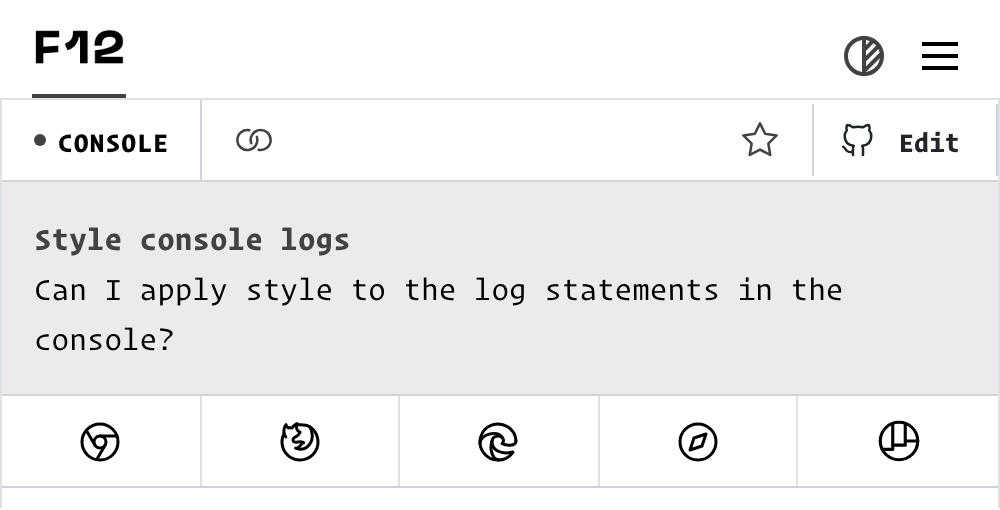 F12
CONSOLE
Edit
Style console logs
Can I apply style to the log statements in the
console?